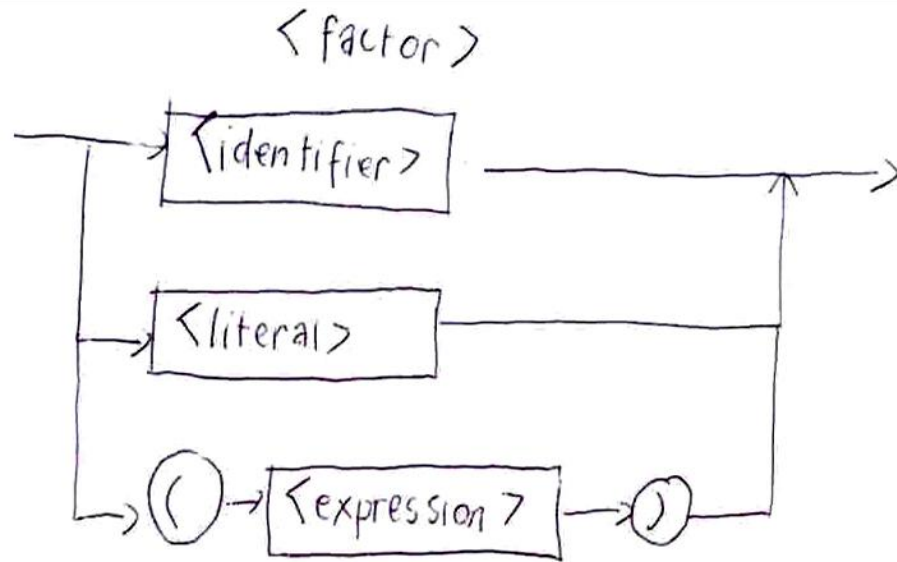 <factor>
<identifier>
<literal>
( <expression> )